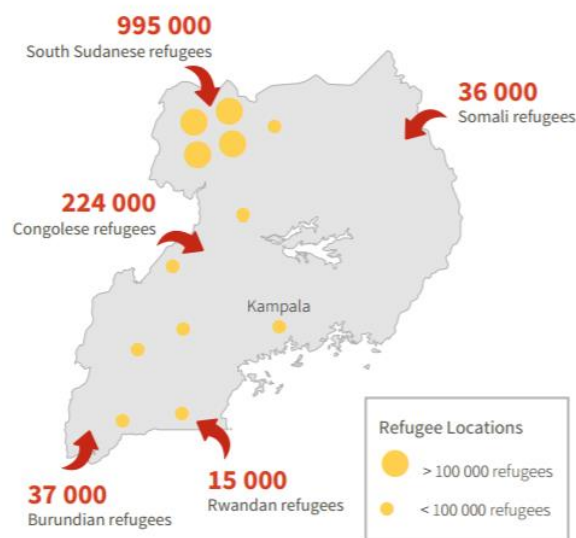 995 000
South Sudanese refugees
36 000
Somali refugees
224 000
Congolese refugees
Kampala
37 000
Burundian refugees
15 000
Rwandan refugees
Refugee Locations
> 100 000 refugees
< 100 000 refugees